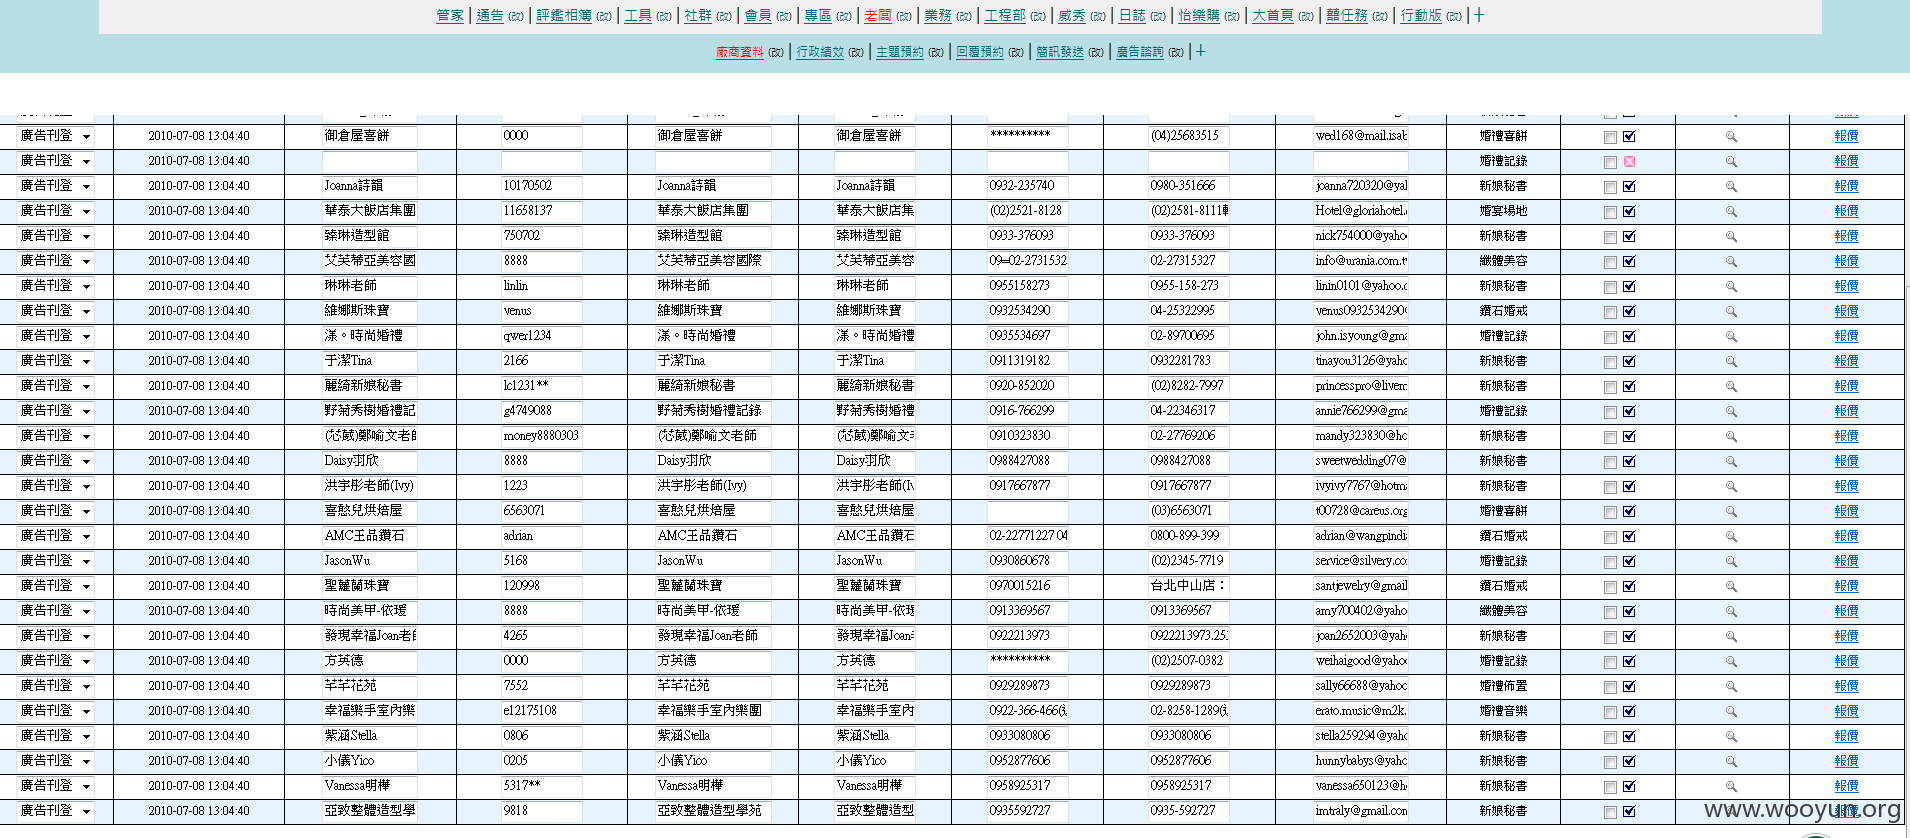 管家 (改) | 通告 (改) | 評鑑相簿 (改) | 工具 (改) | 社群 (改) | 會員 (改) | 專區 (改) | 老闆 (改) | 業務 (改) | 工程部 (改) | 威秀 (改) | 日誌 (改) | 怡樂購 (改) | 大首頁 (改) | 囍任務 (改) | 行動版 (改) | +
廠商資料 (改) | 行政績效 (改) | 主題預約 (改) | 回覆預約 (改) | 簡訊發送 (改) | 廣告諮詢 (改) | +
廣告刊登 2010-07-08 13:04:40 御倉屋喜餅 0000 御倉屋喜餅 御倉屋喜餅 ********** (04)25683515 wed168@mail.isab 婚禮喜餅 報價
廣告刊登 2010-07-08 13:04:40 婚禮記錄 報價
廣告刊登 2010-07-08 13:04:40 Joanna詩韻 10170502 Joanna詩韻 Joanna詩韻 0932-235740 0980-351666 joanna720320@yal 新娘秘書 報價
廣告刊登 2010-07-08 13:04:40 華泰大飯店集團 11658137 華泰大飯店集團 華泰大飯店集 (02)2521-8128 (02)2581-8111 Hotel@gloriahotel. 婚宴場地 報價
廣告刊登 2010-07-08 13:04:40 臻琳造型館 750702 臻琳造型館 臻琳造型館 0933-376093 0933-376093 nick754000@yaho 新娘秘書 報價
廣告刊登 2010-07-08 13:04:40 艾芙蒂亞美容國 8888 艾芙蒂亞美容國際 艾芙蒂亞美容 09=02-2731532 02-27315327 info@urania.com.t 纖體美容 報價
廣告刊登 2010-07-08 13:04:40 琳琳老師 linlin 琳琳老師 琳琳老師 0955158273 0955-158-273 linin0101@yahoo.c 新娘秘書 報價
廣告刊登 2010-07-08 13:04:40 維娜斯珠寶 venus 維娜斯珠寶 維娜斯珠寶 0932534290 04-25322995 venus0932534290 鑽石婚戒 報價
廣告刊登 2010-07-08 13:04:40 漾。時尚婚禮 qwer1234 漾。時尚婚禮 漾。時尚婚禮 0935534697 02-89700695 john.isyoung@gm 婚禮記錄 報價
廣告刊登 2010-07-08 13:04:40 于潔Tina 2166 于潔Tina 于潔Tina 0911319182 0932281783 tinayou3126@yahc 新娘秘書 報價
廣告刊登 2010-07-08 13:04:40 麗綺新娘秘書 lc1231** 麗綺新娘秘書 麗綺新娘秘書 0920-852020 (02)8282-7997 princesspro@liven 新娘秘書 報價
廣告刊登 2010-07-08 13:04:40 野菊秀樹婚禮記 g4749088 野菊秀樹婚禮記錄 野菊秀樹婚禮 0916-766299 04-22346317 annie766299@gma 婚禮記錄 報價
廣告刊登 2010-07-08 13:04:40 (芯葳)鄭喻文老師 money8880303 (芯葳)鄭喻文老師 (芯葳)鄭喻文 0910323830 02-27769206 mandy323830@hc 新娘秘書 報價
廣告刊登 2010-07-08 13:04:40 Daisy羽欣 8888 Daisy羽欣 Daisy羽欣 0988427088 0988427088 sweetwedding07@ 新娘秘書 報價
廣告刊登 2010-07-08 13:04:40 洪宇彤老師(Ivy) 1223 洪宇彤老師(Ivy) 洪宇彤老師(Iv 0917667877 0917667877 ivyivy7767@hotm 新娘秘書 報價
廣告刊登 2010-07-08 13:04:40 喜憨兒烘焙屋 6563071 喜憨兒烘焙屋 喜憨兒烘焙屋 (03)6563071 t00728@careus.org 婚禮喜餅 報價
廣告刊登 2010-07-08 13:04:40 AMC王品鑽石 adrian AMC王品鑽石 AMC王品鑽石 02-22771227 04 0800-899-399 adrian@wangpindi 鑽石婚戒 報價
廣告刊登 2010-07-08 13:04:40 JasonWu 5168 JasonWu JasonWu 0930860678 (02)2345-7719 service@silvery.co 婚禮記錄 報價
廣告刊登 2010-07-08 13:04:40 聖蘿蘭珠寶 120998 聖蘿蘭珠寶 聖蘿蘭珠寶 0970015216 台北中山店： santjewelry@gmail 鑽石婚戒 報價
廣告刊登 2010-07-08 13:04:40 時尚美甲-依瑷 8888 時尚美甲-依瑷 時尚美甲-依瑷 0913369567 0913369567 amy700402@yaho 纖體美容 報價
廣告刊登 2010-07-08 13:04:40 發現幸福Joan老師 4265 發現幸福Joan老師 發現幸福Joan 0922213973 0922213973.25 joan2652003@yah 新娘秘書 報價
廣告刊登 2010-07-08 13:04:40 方英德 0000 方英德 方英德 ********** (02)2507-0382 weihaigood@yaho 婚禮記錄 報價
廣告刊登 2010-07-08 13:04:40 芊芊花苑 7552 芊芊花苑 芊芊花苑 0929289873 0929289873 sally66688@yahoc 婚禮佈置 報價
廣告刊登 2010-07-08 13:04:40 幸福樂手室內樂 e12175108 幸福樂手室內樂團 幸福樂手室內 0922-366-466 02-8258-1289 erato.music@m2k. 婚禮音樂 報價
廣告刊登 2010-07-08 13:04:40 紫涵Stella 0806 紫涵Stella 紫涵Stella 0933080806 0933080806 stella259294@yah 新娘秘書 報價
廣告刊登 2010-07-08 13:04:40 小儀Yico 0205 小儀Yico 小儀Yico 0952877606 0952877606 hunnybabys@yahc 新娘秘書 報價
廣告刊登 2010-07-08 13:04:40 Vanessa明樺 5317** Vanessa明樺 Vanessa明樺 0958925317 0958925317 vanessa650123@h 新娘秘書 報價
廣告刊登 2010-07-08 13:04:40 亞致整體造型學 9818 亞致整體造型學苑 亞致整體造型 0935592727 0935-592727 imtraly@gmail.con 新娘秘書 報價
www.wooyun.org